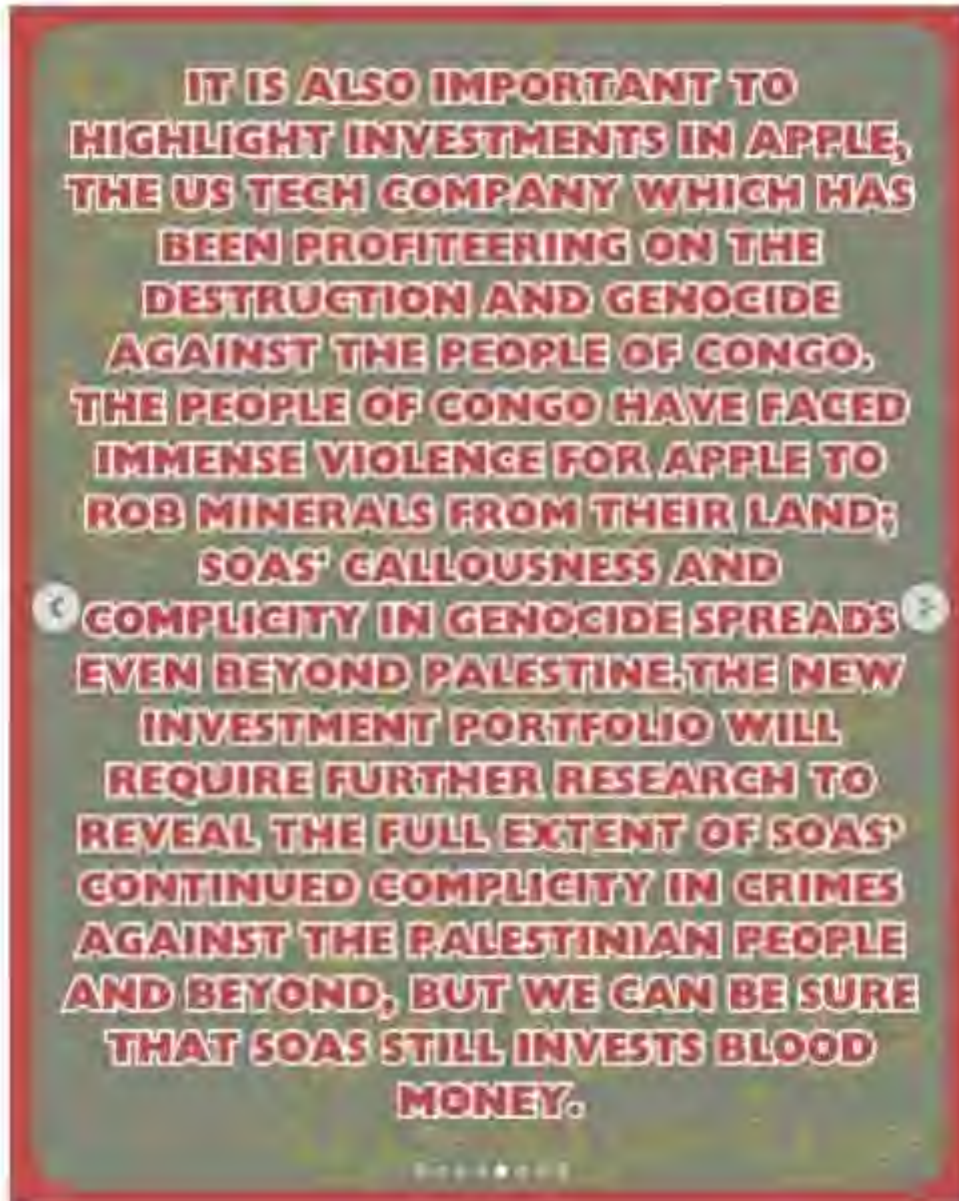 IT IS ALSO IMPORTANT TO
HIGHLIGHT INVESTMENTS IN APPLE,
THE US TECH COMPANY WHICH HAS
BEEN PROFITEERING ON THE
DESTRUCTION AND GENOCIDE
AGAINST THE PEOPLE OF CONGO.
THE PEOPLE OF CONGO HAVE FACED
IMMENSE VIOLENCE FOR APPLE TO
ROB MINERALS FROM THEIR LAND;
SOAS' CALLOUSNESS AND
COMPLICITY IN GENOCIDE SPREADS
EVEN BEYOND PALESTINE.THE NEW
INVESTMENT PORTFOLIO WILL
REQUIRE FURTHER RESEARCH TO
REVEAL THE FULL EXTENT OF SOAS'
CONTINUED COMPLICITY IN CRIMES
AGAINST THE PALESTINIAN PEOPLE
AND BEYOND, BUT WE CAN BE SURE
THAT SOAS STILL INVESTS BLOOD
MONEY.